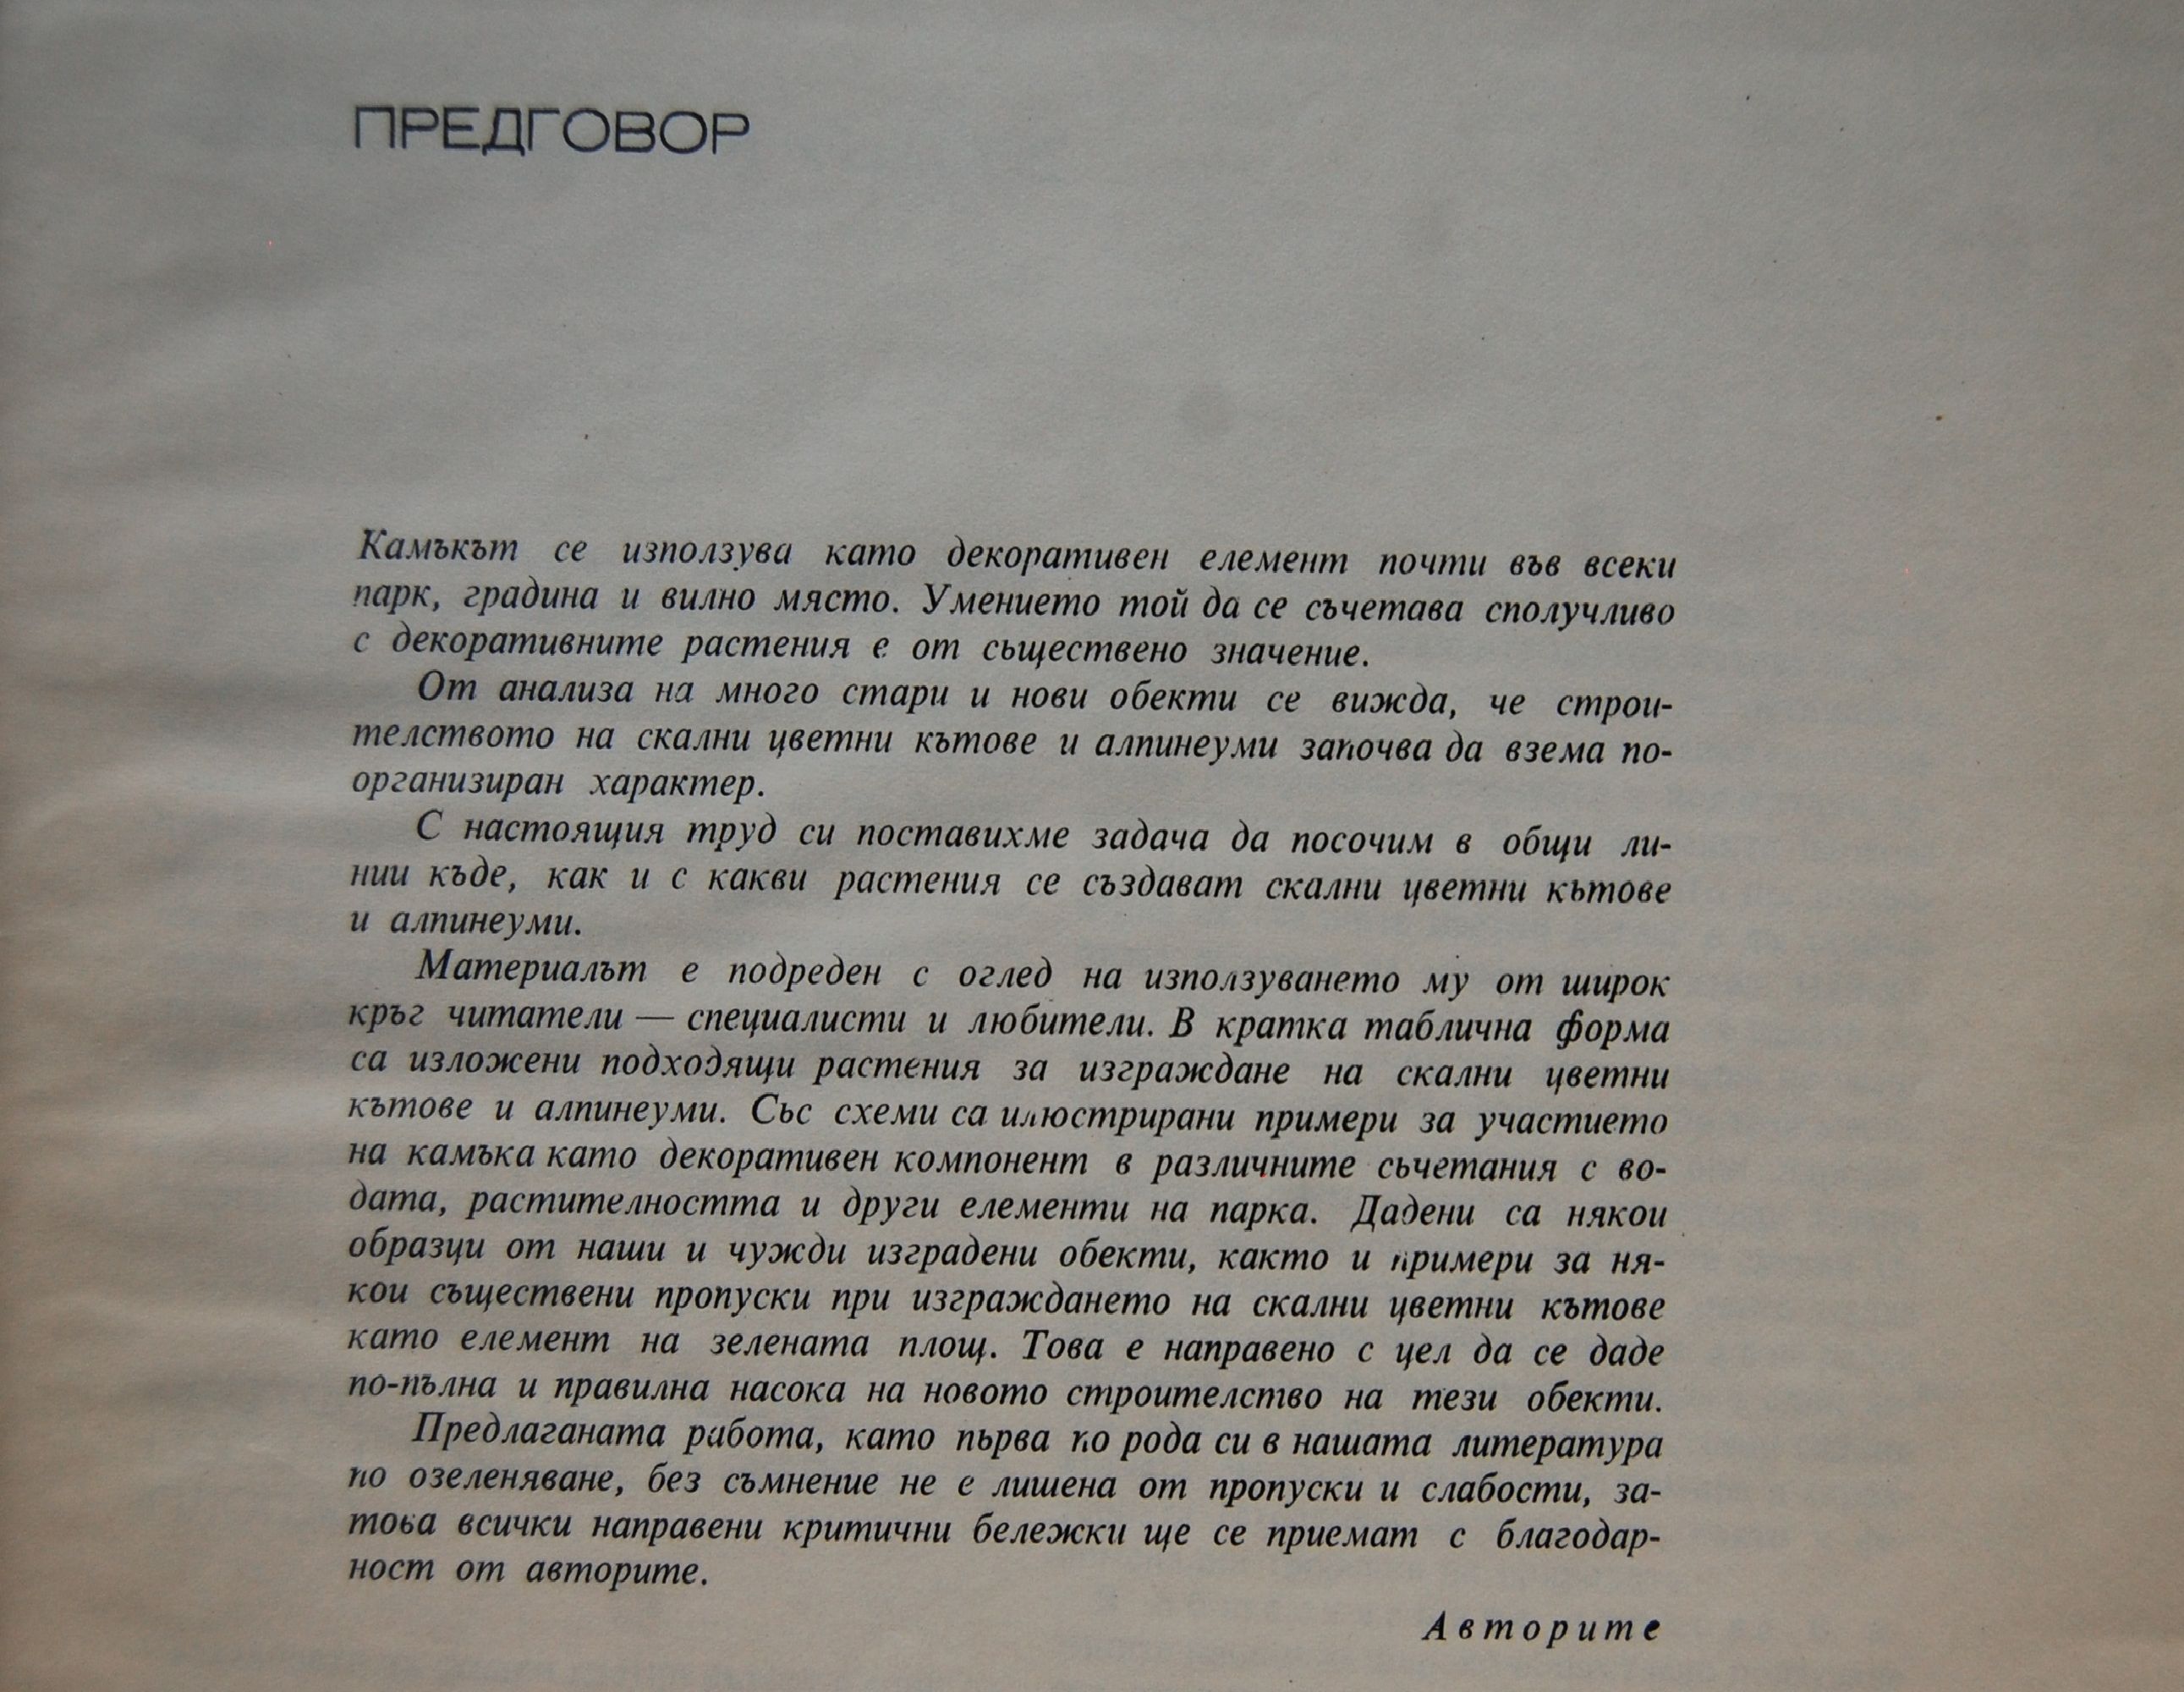 ПРЕДГОВОР
Камъкът се използува като декоративен елемент почти във всеки
парк, градина и вилно място. Умението той да се съчетава сполучливо
с декоративните растения е от съществено значение.
От анализа на много стари и нови обекти се вижда, че строи-
телството на скални цветни кътове и алпинеуми започва да взема по-
организиран характер.
С настоящия труд си поставихме задача да посочим в общи ли-
нии къде, как и с какви растения се създават скални цветни кътове
и алпинеуми.
Материалът е подреден с оглед на използуването му от широк
кръг читатели — специалисти и любители. В кратка таблична форма
са изложени подходящи растения за изграждане на скални цветни
кътове и алпинеуми. Със схеми са илюстрирани примери за участието
на камъка като декоративен компонент в различните съчетания с во-
дата, растителността и други елементи на парка. Дадени са някои
образци от наши и чужди изградени обекти, както и примери за ня-
кои съществени пропуски при изграждането на скални цветни кътове
като елемент на зелената площ. Това е направено с цел да се даде
по-пълна и правилна насока на новото строителство на тези обекти.
Предлаганата работа, като първа по рода си в нашата литература
по озеленяване, без съмнение не е лишена от пропуски и слабости, за-
това всички направени критични бележки ще се приемат с благодар-
ност от авторите.
Авторите